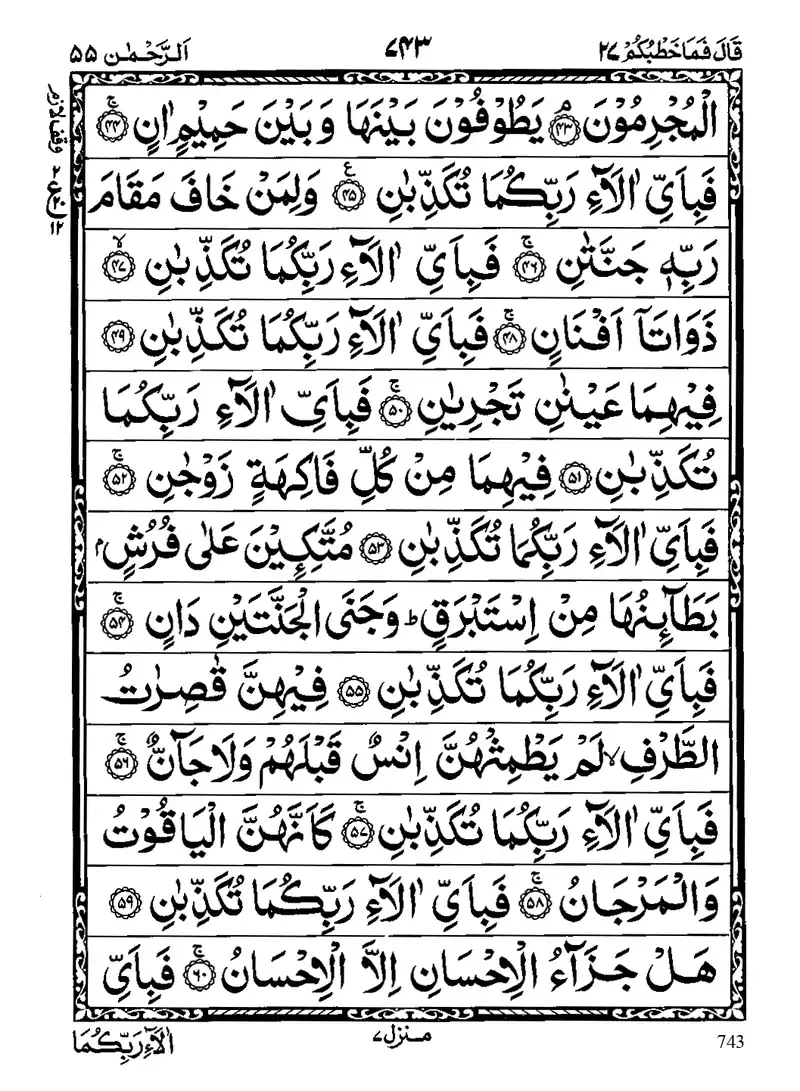 قَالَ فَمَا خَطْبُكُمْ ٢٧ ٧٤٣ اَلرَّحْمٰن ٥٥
الْمُجْرِمُوْنَ ﴿٤٣﴾ۘ يَطُوْفُوْنَ بَيْنَهَا وَبَيْنَ حَمِيْمٍ اٰنٍ ﴿٤٤﴾ۚ
فَبِاَيِّ اٰلَآءِ رَبِّكُمَا تُكَذِّبٰنِ ﴿٤٥﴾ع وَلِمَنْ خَافَ مَقَامَ
رَبِّهٖ جَنَّتٰنِ ﴿٤٦﴾ۚ فَبِاَيِّ اٰلَآءِ رَبِّكُمَا تُكَذِّبٰنِ ﴿٤٧﴾ۙ
ذَوَاتَاۤ اَفْنَانٍ ﴿٤٨﴾ۚ فَبِاَيِّ اٰلَآءِ رَبِّكُمَا تُكَذِّبٰنِ ﴿٤٩﴾
فِيْهِمَا عَيْنٰنِ تَجْرِيٰنِ ﴿٥٠﴾ۚ فَبِاَيِّ اٰلَآءِ رَبِّكُمَا
تُكَذِّبٰنِ ﴿٥١﴾ فِيْهِمَا مِنْ كُلِّ فَاكِهَةٍ زَوْجٰنِ ﴿٥٢﴾ۚ
فَبِاَيِّ اٰلَآءِ رَبِّكُمَا تُكَذِّبٰنِ ﴿٥٣﴾ مُتَّكِـِٕيْنَ عَلٰى فُرُشٍۭ
بَطَآىِٕنُهَا مِنْ اِسْتَبْرَقٍ ؕ وَجَنَى الْجَنَّتَيْنِ دَانٍ ﴿٥٤﴾ۚ
فَبِاَيِّ اٰلَآءِ رَبِّكُمَا تُكَذِّبٰنِ ﴿٥٥﴾ فِيْهِنَّ قٰصِرٰتُ
الطَّرْفِ ۙ لَمْ يَطْمِثْهُنَّ اِنْسٌ قَبْلَهُمْ وَلَا جَآنٌّ ﴿٥٦﴾ۚ
فَبِاَيِّ اٰلَآءِ رَبِّكُمَا تُكَذِّبٰنِ ﴿٥٧﴾ۚ كَاَنَّهُنَّ الْيَاقُوْتُ
وَالْمَرْجَانُ ﴿٥٨﴾ۚ فَبِاَيِّ اٰلَآءِ رَبِّكُمَا تُكَذِّبٰنِ ﴿٥٩﴾
هَلْ جَزَآءُ الْاِحْسَانِ اِلَّا الْاِحْسَانُ ﴿٦٠﴾ۚ فَبِاَيِّ
منزل ٧
اٰلَآءِ رَبِّكُمَا
743
وقف لازم